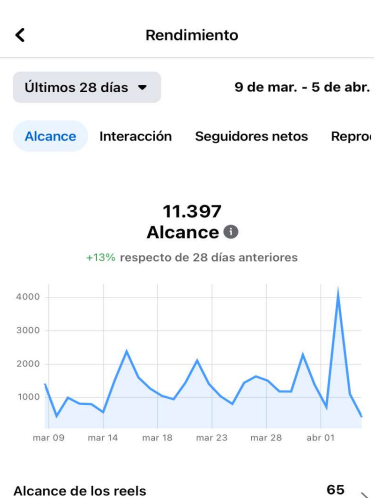 Rendimiento
Últimos 28 días
9 de mar. - 5 de abr.
Alcance Interacción Seguidores netos Repro
11.397
Alcance
+13% respecto de 28 días anteriores
4000
3000
2000
1000
mar 09 mar 14 mar 18 mar 23 mar 28 abr 01
Alcance de los reels 65